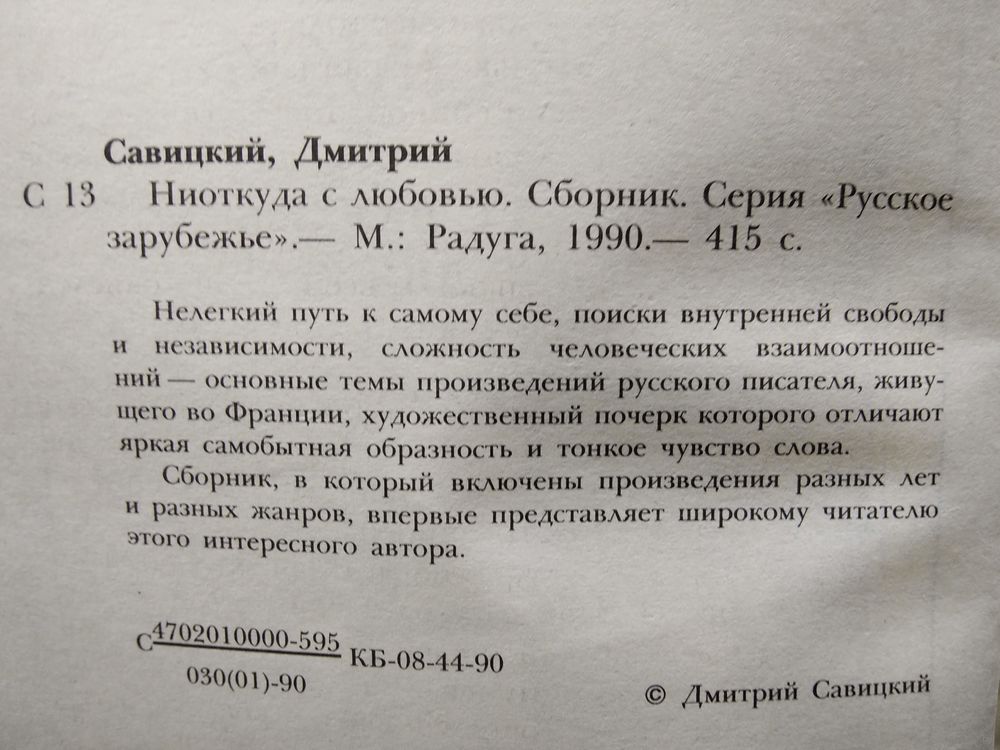 Савицкий, Дмитрий
С 13 Ниоткуда с любовью. Сборник. Серия «Русское
зарубежье».— М.: Радуга, 1990.— 415 с.
Нелегкий путь к самому себе, поиски внутренней свободы
и независимости, сложность человеческих взаимоотноше-
ний — основные темы произведений русского писателя, живу-
щего во Франции, художественный почерк которого отличают
яркая самобытная образность и тонкое чувство слова.
Сборник, в который включены произведения разных лет
и разных жанров, впервые представляет широкому читателю
этого интересного автора.
С 4702010000-595 КБ-08-44-90
030(01)-90
© Дмитрий Савицкий